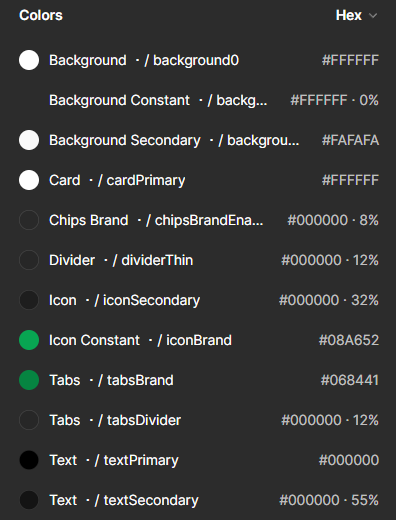 Colors Hex
Background · / background0 #FFFFFF
Background Constant · / backg... #FFFFFF · 0%
Background Secondary · / backgrou... #FAFAFA
Card · / cardPrimary #FFFFFF
Chips Brand · / chipsBrandEna... #000000 · 8%
Divider · / dividerThin #000000 · 12%
Icon · / iconSecondary #000000 · 32%
Icon Constant · / iconBrand #08A652
Tabs · / tabsBrand #068441
Tabs · / tabsDivider #000000 · 12%
Text · / textPrimary #000000
Text · / textSecondary #000000 · 55%